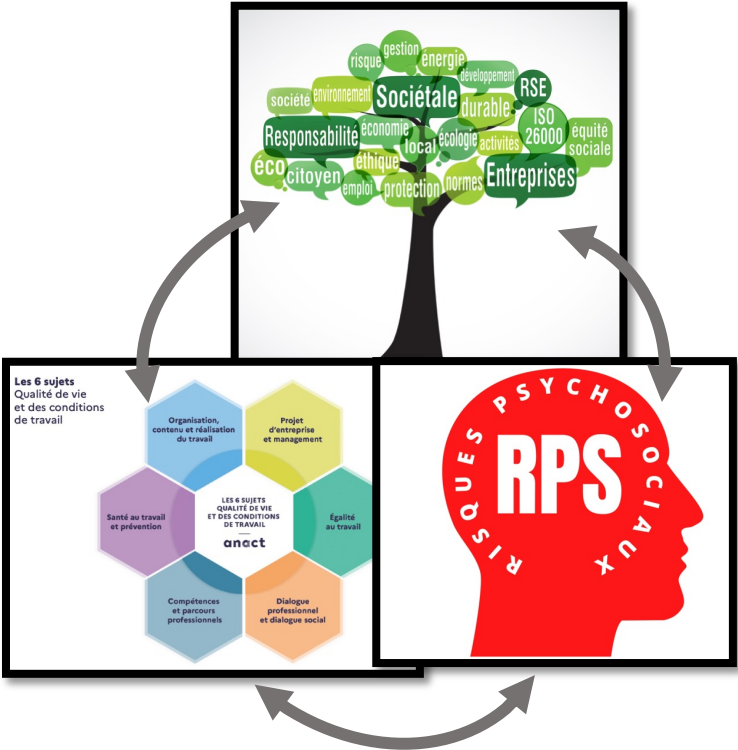 gestion
risque
énergie
développement
RSE
société
environnement
Sociétale
durable
ISO
26000
Responsabilité
économie
local
écologie
activités
équité
sociale
éco
citoyen
éthique
emploi
protection
normes
Entreprises
Les 6 sujets
Qualité de vie
et des conditions
de travail
Organisation,
contenu et réalisation
du travail
Projet
d'entreprise
et management
Santé au travail
et prévention
LES 6 SUJETS
QUALITÉ DE VIE
ET DES CONDITIONS
DE TRAVAIL
anact
Égalité
au travail
Compétences
et parcours
professionnels
Dialogue
professionnel
et dialogue social
RISQUES PSYCHOSOCIAUX
RPS